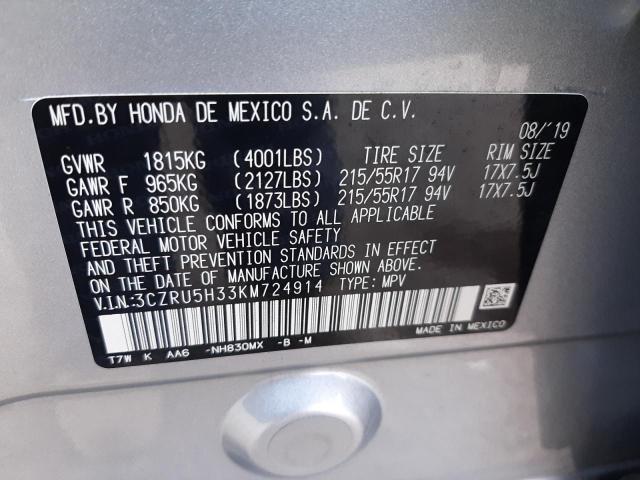 MFD.BY HONDA DE MEXICO S.A. DE C.V.
08/'19
GVWR 1815KG (4001LBS) TIRE SIZE RIM SIZE
GAWR F 965KG (2127LBS) 215/55R17 94V 17X7.5J
GAWR R 850KG (1873LBS) 215/55R17 94V 17X7.5J
THIS VEHICLE CONFORMS TO ALL APPLICABLE
FEDERAL MOTOR VEHICLE SAFETY
AND THEFT PREVENTION STANDARDS IN EFFECT
ON THE DATE OF MANUFACTURE SHOWN ABOVE.
V.I.N:3CZRU5H33KM724914 TYPE: MPV
MADE IN MEXICO
T7W K AA6 -NH830MX -B -M